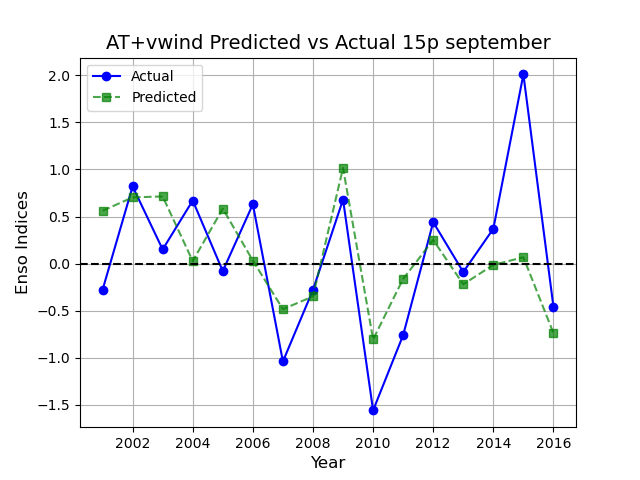 AT+vwind Predicted vs Actual 15p september
Actual
Predicted
Enso Indices
2.0
1.5
1.0
0.5
0.0
−0.5
−1.0
−1.5
2002 2004 2006 2008 2010 2012 2014 2016
Year